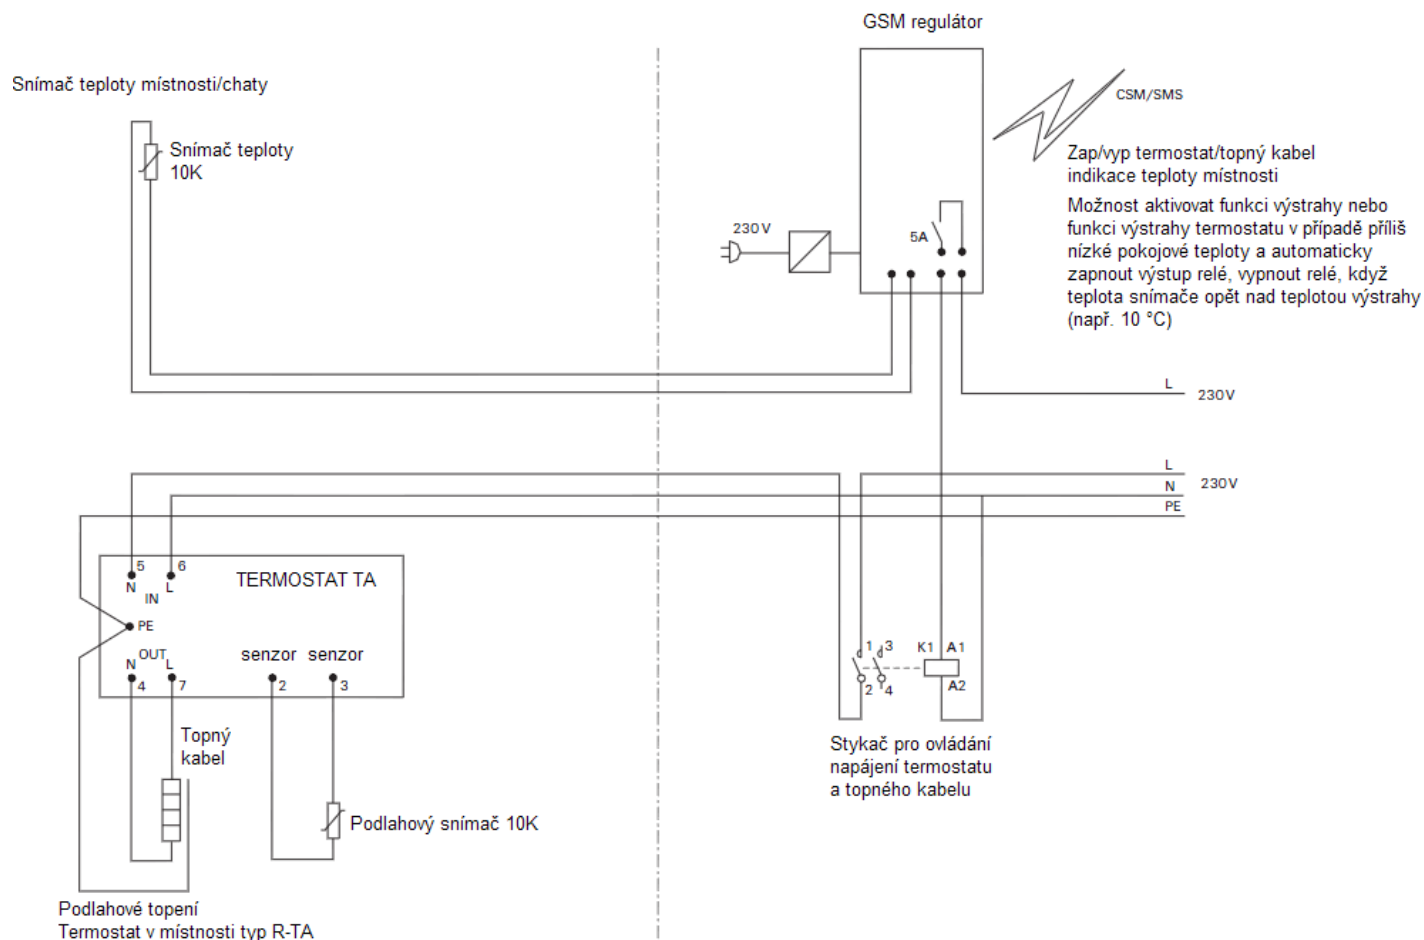 GSM regulátor
Snímač teploty místnosti/chaty
CSM/SMS
Snímač teploty
10K
Zap/vyp termostat/topný kabel
indikace teploty místnosti
Možnost aktivovat funkci výstrahy nebo
funkci výstrahy termostatu v případě příliš
nízké pokojové teploty a automaticky
zapnout výstup relé, vypnout relé, když
teplota snímače opět nad teplotou výstrahy
(např. 10 °C)
230 V
5A
L
230V
L
N
PE
230V
5
6
N
L
IN
TERMOSTAT TA
PE
OUT
N
L
4
7
senzor senzor
2
3
1
3
K1
A1
2
4
A2
Topný
kabel
Stykač pro ovládání
napájení termostatu
a topného kabelu
Podlahový snímač 10K
Podlahové topení
Termostat v místnosti typ R-TA